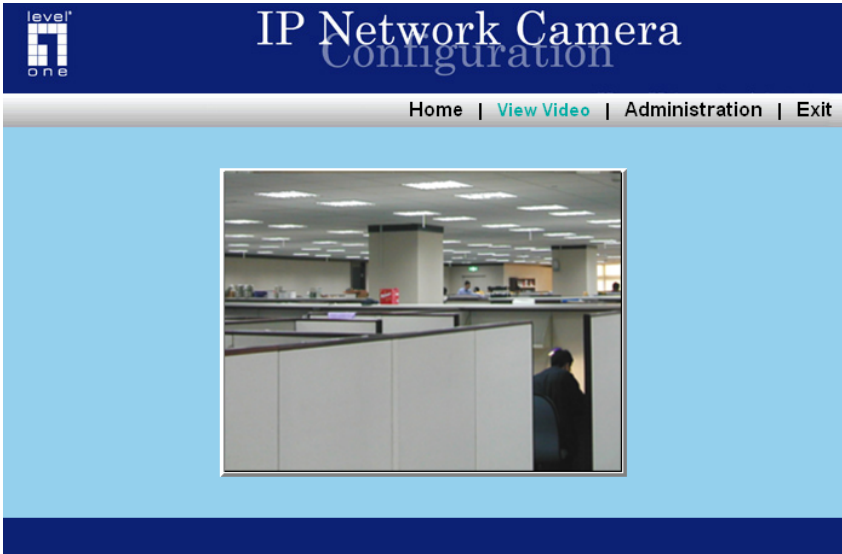 level
one
IP Network Camera
Configuration
Home | View Video | Administration | Exit